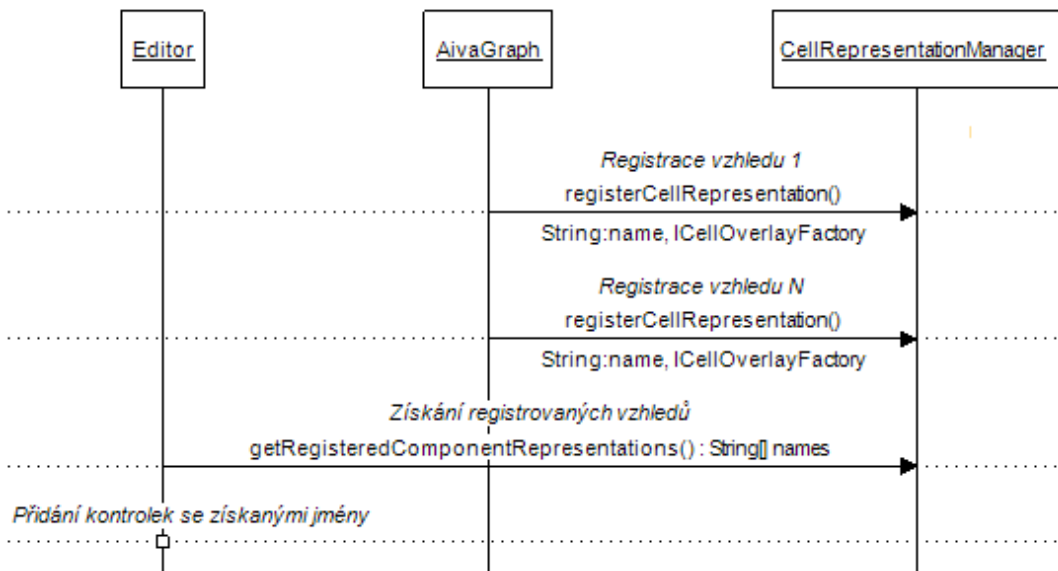 Editor
AivaGraph
CellRepresentationManager
Registrace vzhledu 1
registerCellRepresentation()
String:name, ICellOverlayFactory
Registrace vzhledu N
registerCellRepresentation()
String:name, ICellOverlayFactory
Získání registrovaných vzhledů
getRegisteredComponentRepresentations() : String[] names
Přidání kontrolek se získanými jmény